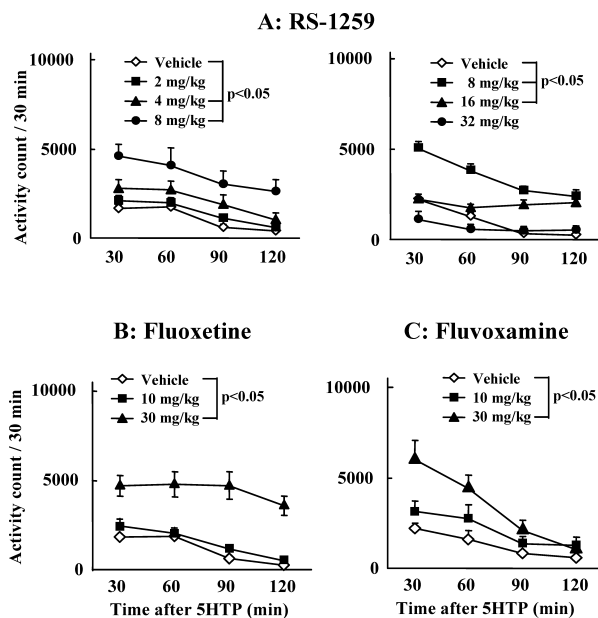 A: RS-1259
Activity count / 30 min
10000
5000
0
30 60 90 120
Vehicle
2 mg/kg
4 mg/kg
8 mg/kg
p<0.05
10000
5000
0
30 60 90 120
Vehicle
8 mg/kg
16 mg/kg
32 mg/kg
p<0.05
B: Fluoxetine
Activity count / 30 min
10000
5000
0
30 60 90 120
Time after 5HTP (min)
Vehicle
10 mg/kg
30 mg/kg
p<0.05
C: Fluvoxamine
10000
5000
0
30 60 90 120
Time after 5HTP (min)
Vehicle
10 mg/kg
30 mg/kg
p<0.05